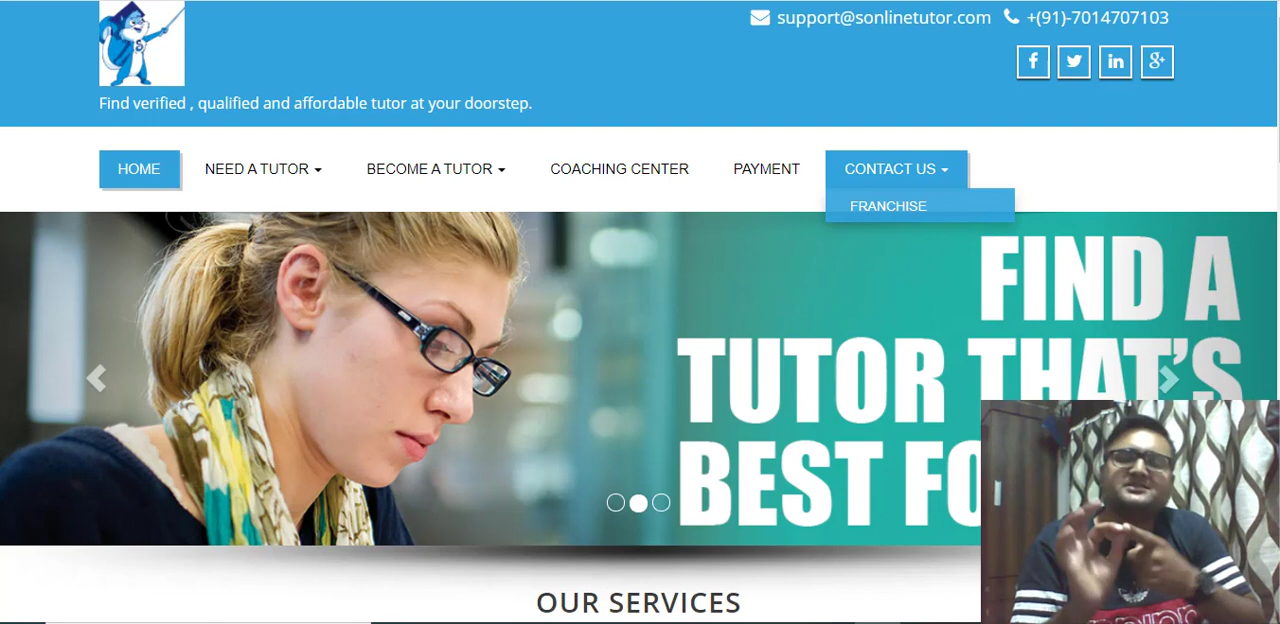 support@sonlinetutor.com +(91)-7014707103
Find verified , qualified and affordable tutor at your doorstep.
HOME NEED A TUTOR BECOME A TUTOR COACHING CENTER PAYMENT CONTACT US
FRANCHISE
FIND A
TUTOR THAT'S
BEST FO
OUR SERVICES